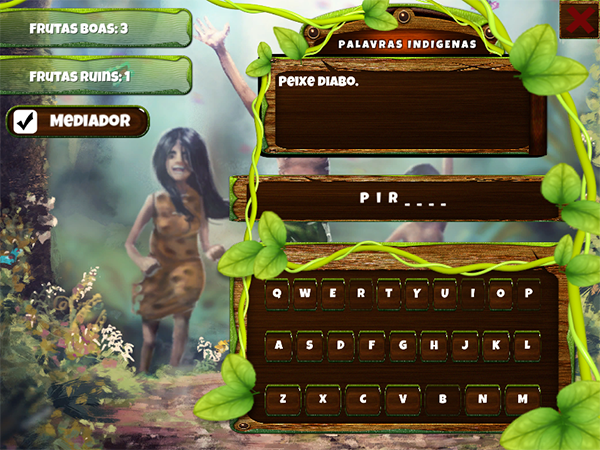 FRUTAS BOAS: 3
FRUTAS RUINS: 1
MEDIADOR
PALAVRAS INDIGENAS
PEIXE DIABO.
P I R _ _ _ _
Q W E R T Y U I O P
A S D F G H J K L
Z X C V B N M